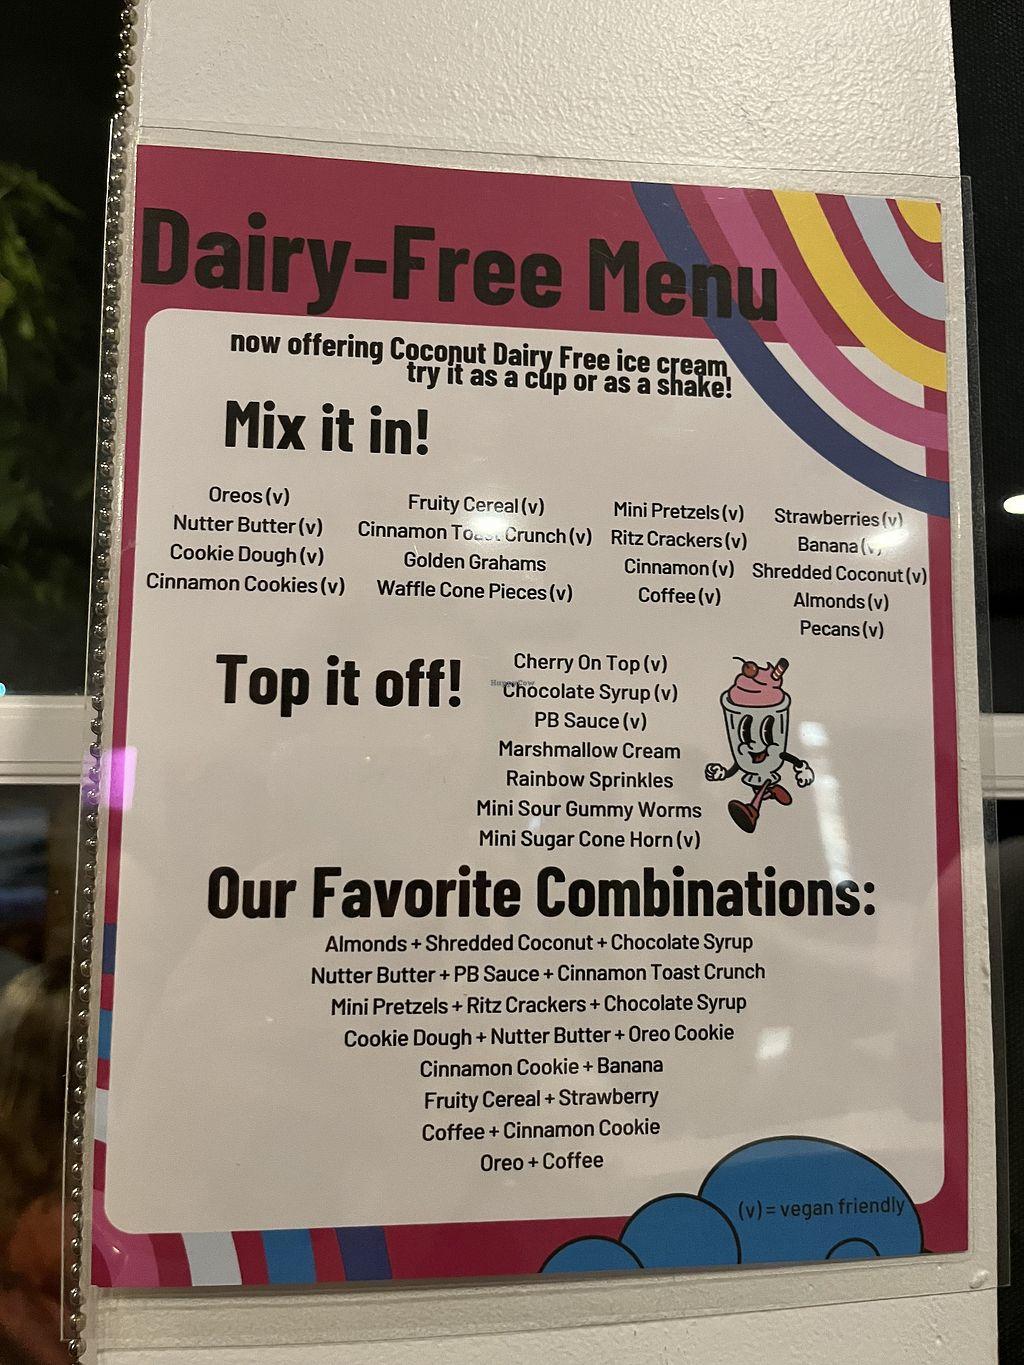 Dairy-Free Menu
now offering Coconut Dairy Free ice cream
try it as a cup or as a shake!
Mix it in!
Oreos (v)
Nutter Butter (v)
Cookie Dough (v)
Cinnamon Cookies (v)
Fruity Cereal (v)
Cinnamon Toast Crunch (v)
Golden Grahams
Waffle Cone Pieces (v)
Mini Pretzels (v)
Ritz Crackers (v)
Cinnamon (v)
Coffee (v)
Strawberries (v)
Banana (v)
Shredded Coconut (v)
Almonds (v)
Pecans (v)
Top it off!
Cherry On Top (v)
HappyCow
Chocolate Syrup (v)
PB Sauce (v)
Marshmallow Cream
Rainbow Sprinkles
Mini Sour Gummy Worms
Mini Sugar Cone Horn (v)
Our Favorite Combinations:
Almonds + Shredded Coconut + Chocolate Syrup
Nutter Butter + PB Sauce + Cinnamon Toast Crunch
Mini Pretzels + Ritz Crackers + Chocolate Syrup
Cookie Dough + Nutter Butter + Oreo Cookie
Cinnamon Cookie + Banana
Fruity Cereal + Strawberry
Coffee + Cinnamon Cookie
Oreo + Coffee
(v) = vegan friendly